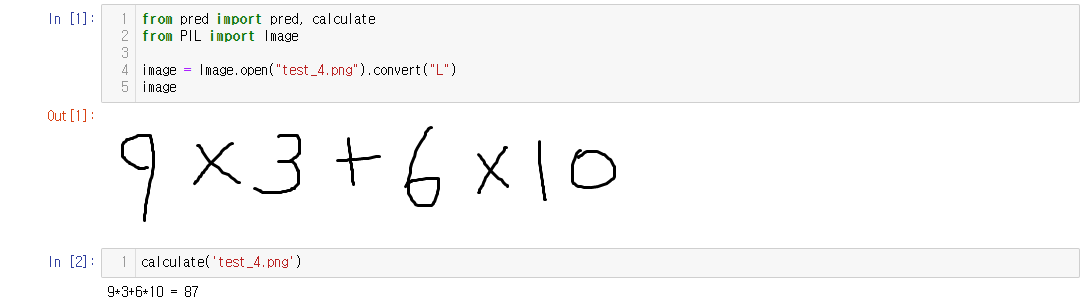 In [1]:
1 from pred import pred, calculate
2 from PIL import Image
3
4 image = Image.open("test_4.png").convert("L")
5 image
Out[1]:
9 × 3 + 6 × 10
In [2]:
1 calculate('test_4.png')
9*3+6*10 = 87